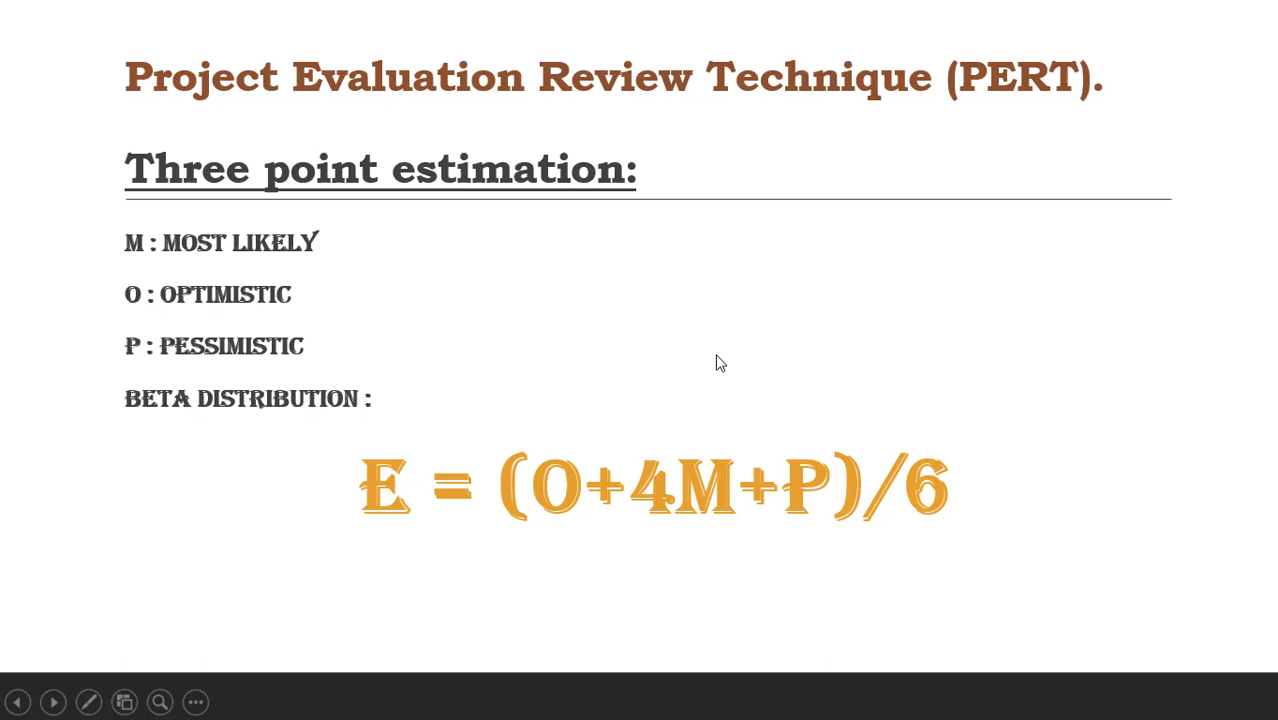 Project Evaluation Review Technique (PERT).
Three point estimation:
M : MOST LIKELY
O : OPTIMISTIC
P : PESSIMISTIC
BETA DISTRIBUTION :
E = (O+4M+P)/6